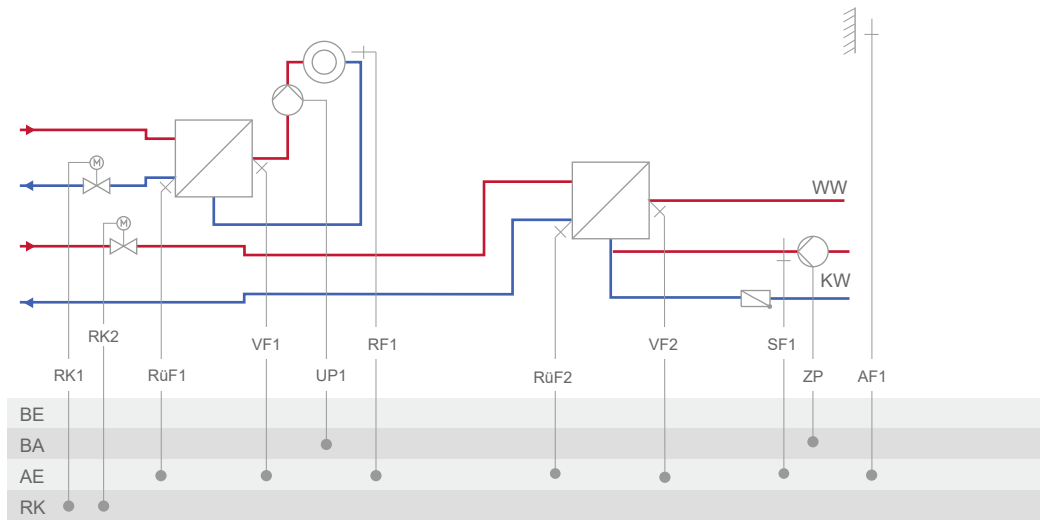 M
WW
M
KW
RK2 VF1 RF1 VF2 SF1
RK1 RüF1 UP1 RüF2 ZP AF1
BE
BA
AE
RK